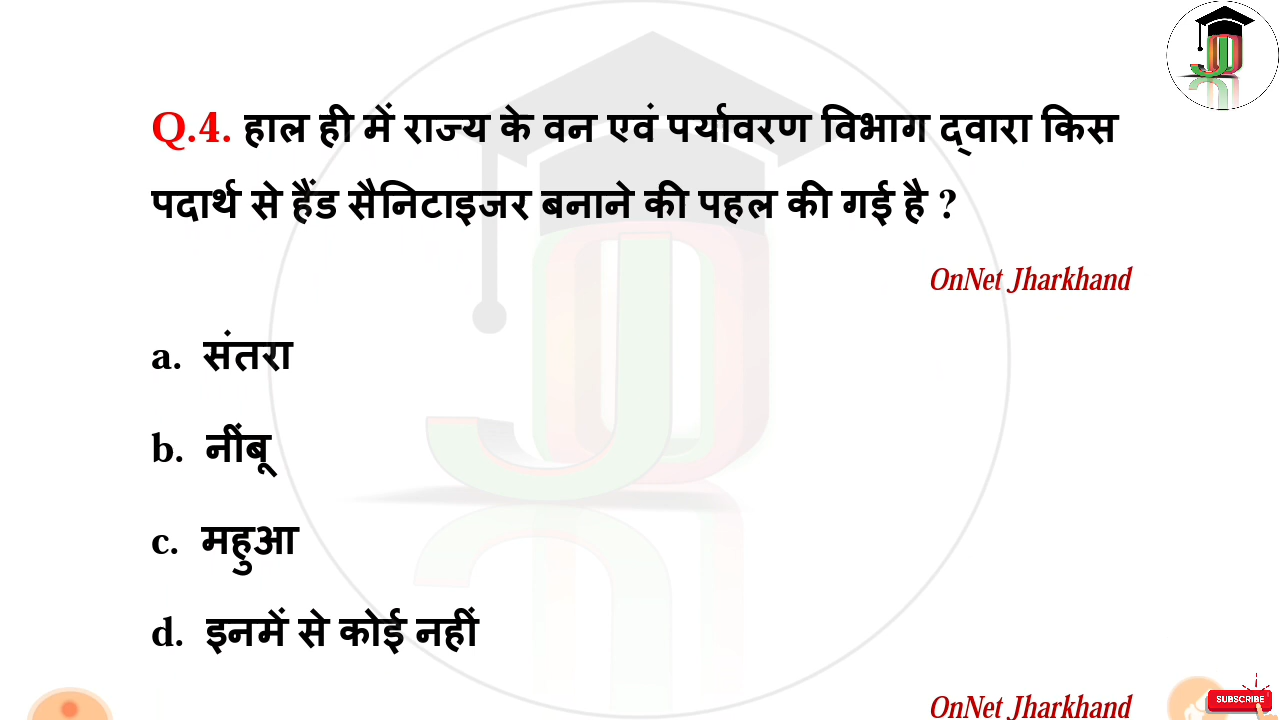 Q.4. हाल ही में राज्य के वन एवं पर्यावरण विभाग द्वारा किस
पदार्थ से हैंड सैनिटाइजर बनाने की पहल की गई है ?
OnNet Jharkhand
a. संतरा
b. नींबू
c. महुआ
d. इनमें से कोई नहीं
OnNet Jharkhand
SUBSCRIBE